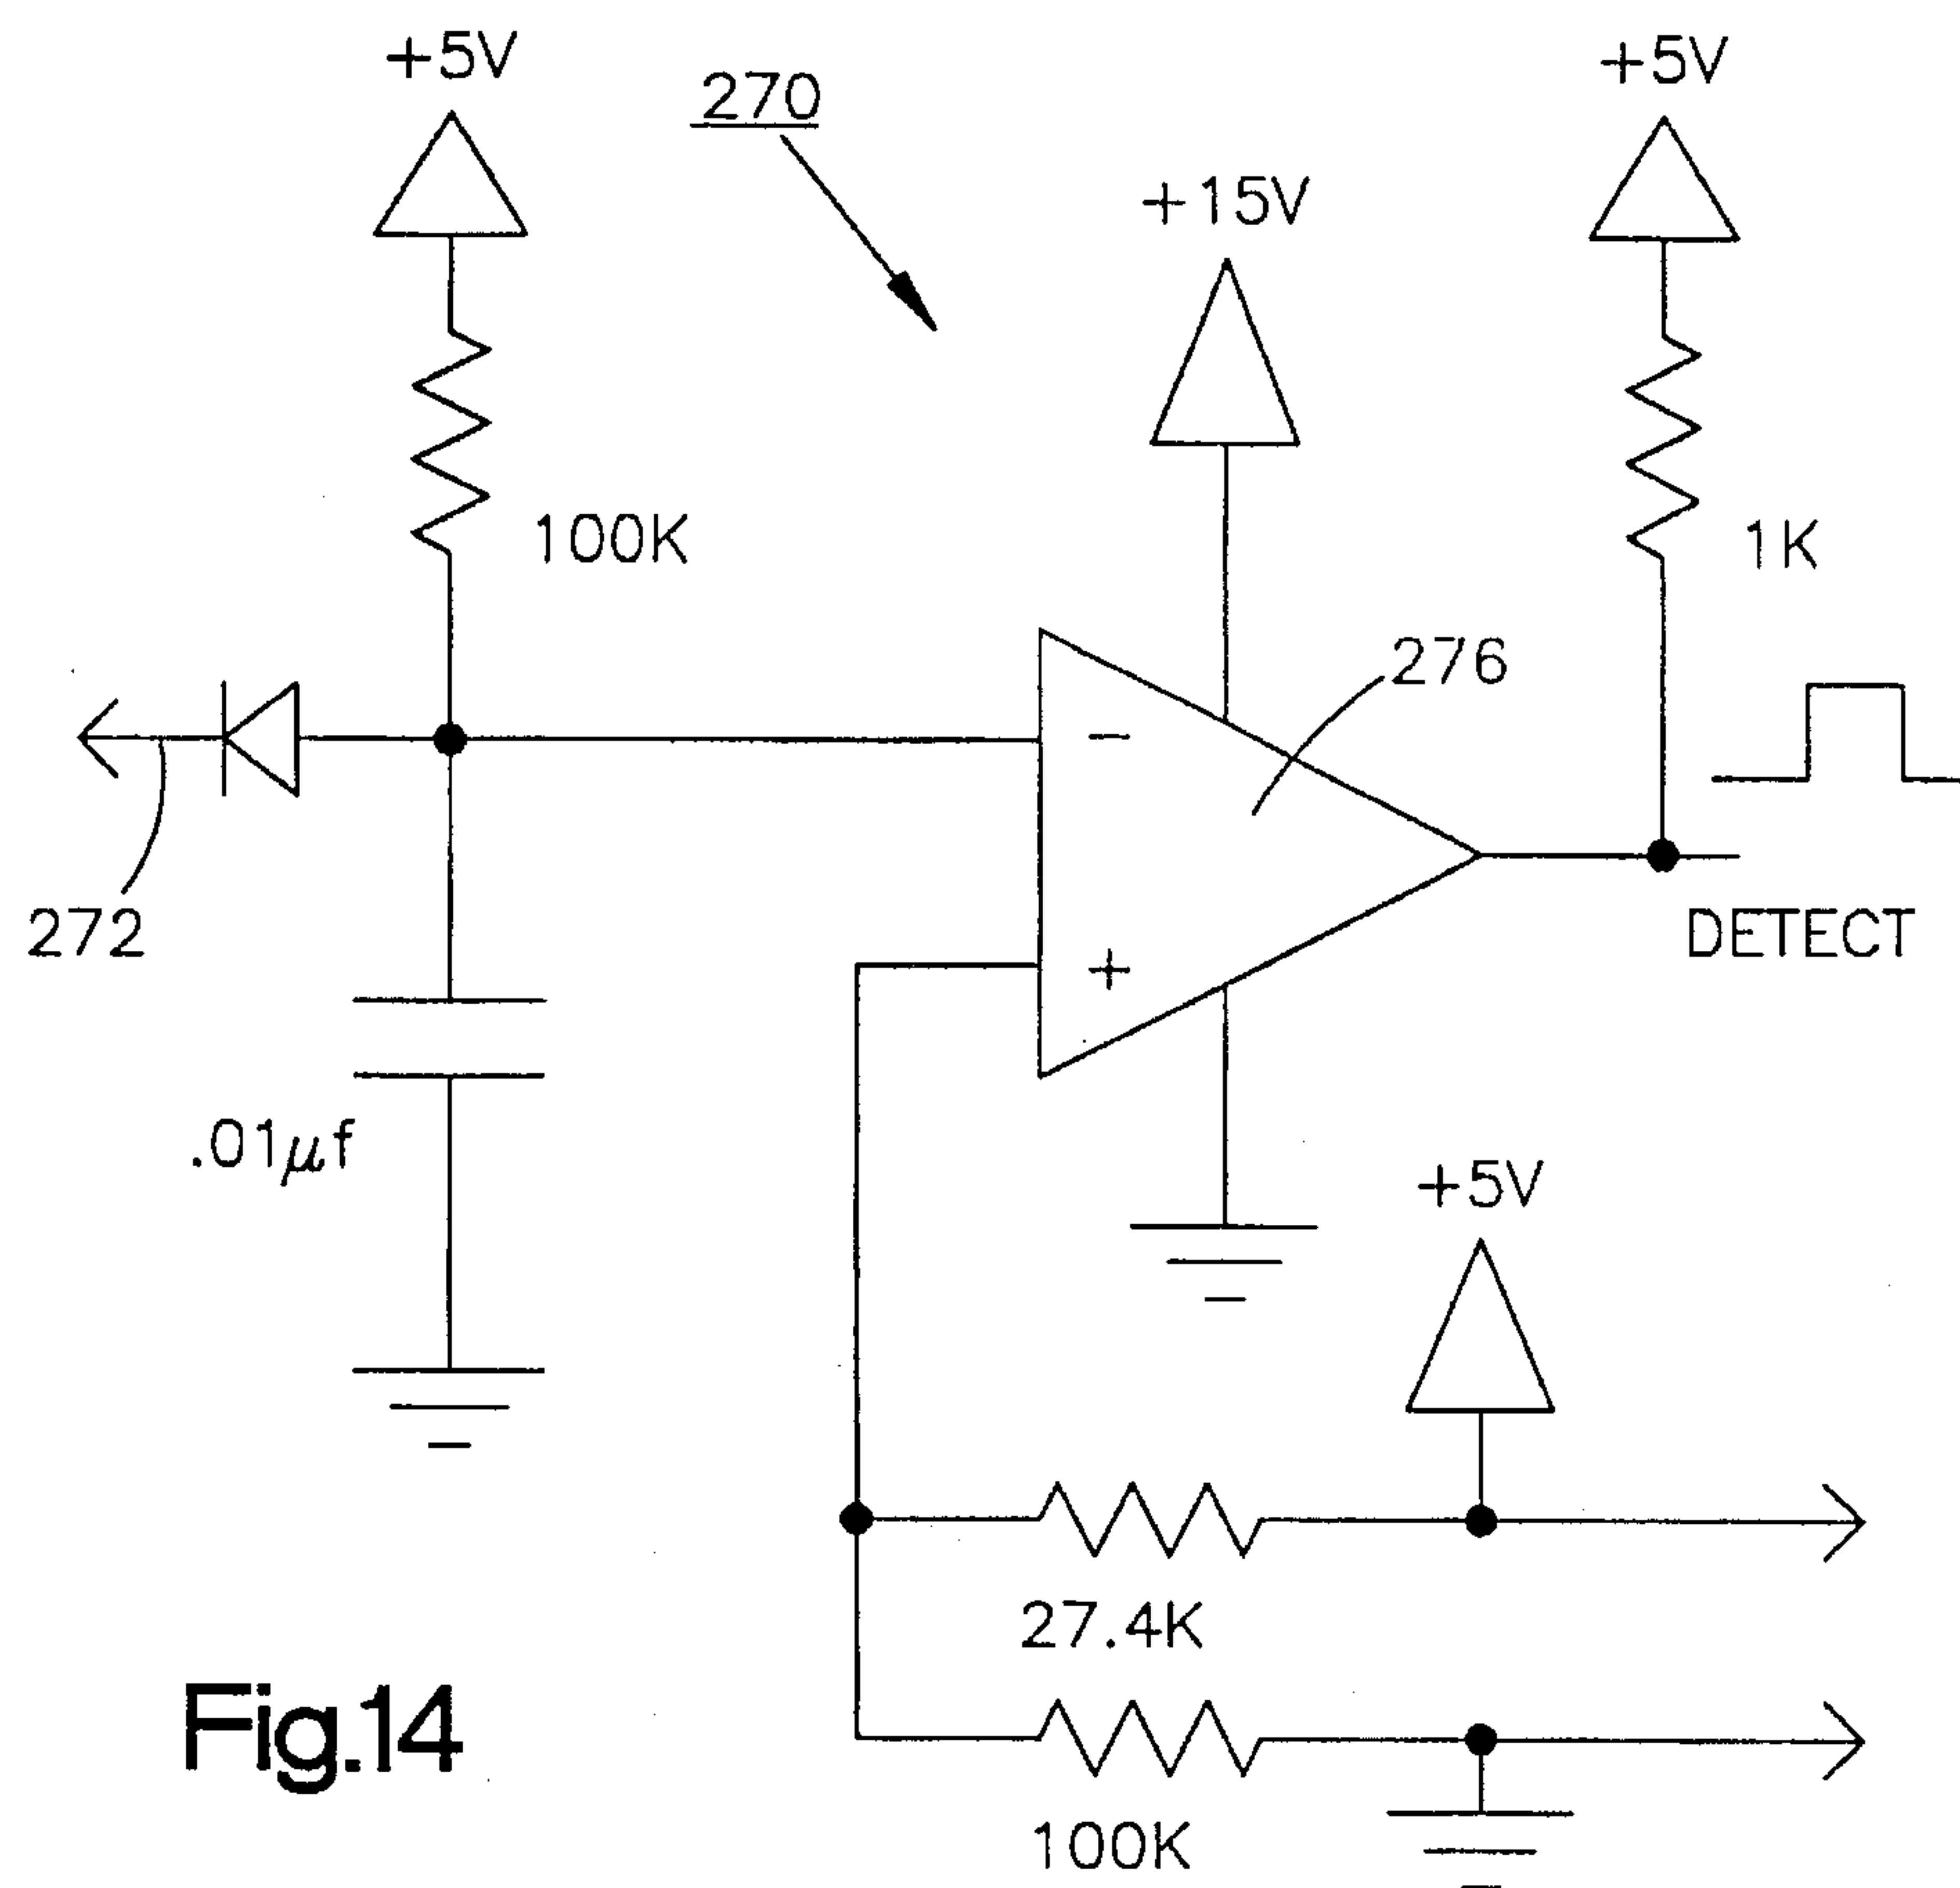 +5V
270
+5V
+15V
100K
1K
276
-
272
+
DETECT
.01μf
+5V
27.4K
Fig.14
100K